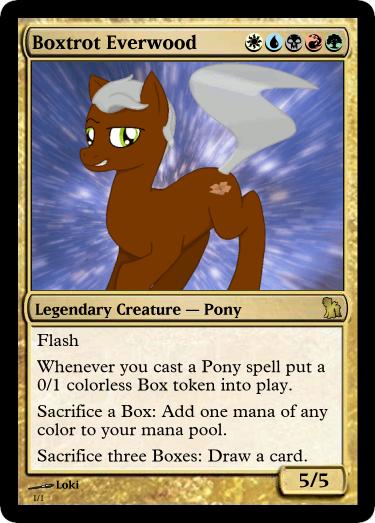 Boxtrot Everwood
Legendary Creature — Pony
Flash
Whenever you cast a Pony spell put a
0/1 colorless Box token into play.
Sacrifice a Box: Add one mana of any
color to your mana pool.
Sacrifice three Boxes: Draw a card.
5/5
Loki
1/1